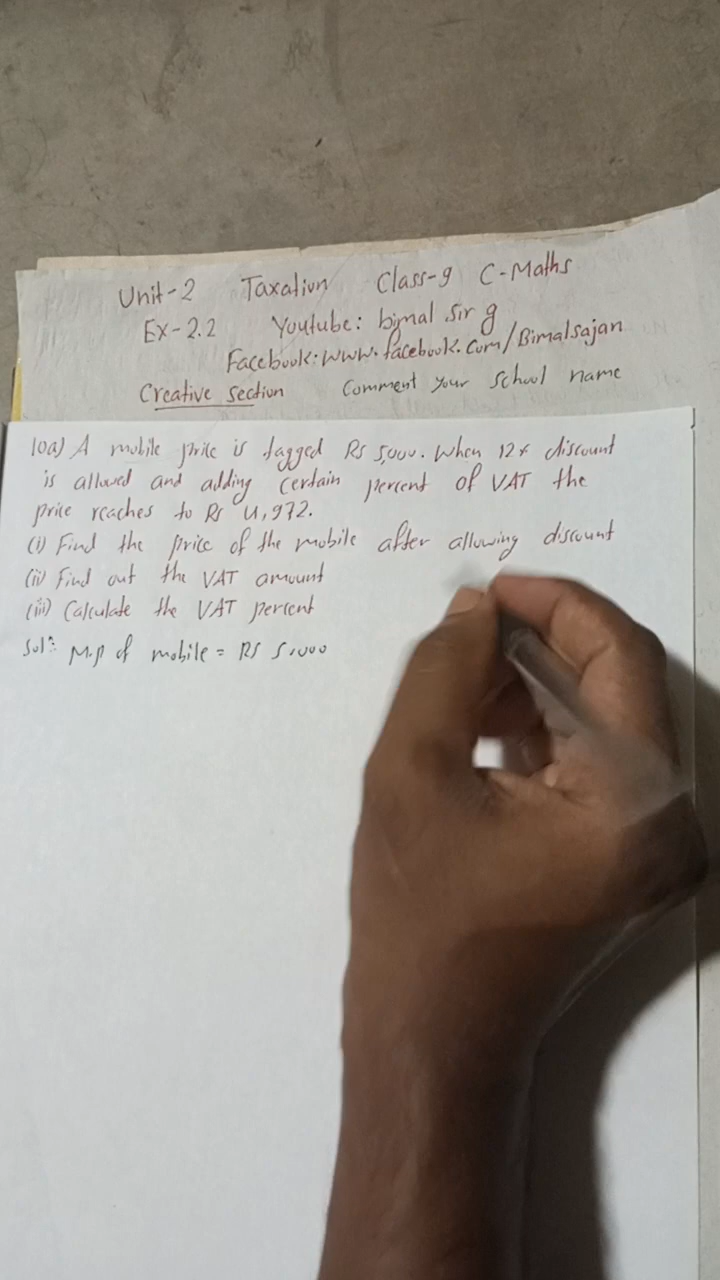 Unit-2 Taxation Class-9 C-Maths
Ex-2.2 Youtube: bimal sir g
Facebook: www.facebook.com/Bimalsajan
Creative section Comment your school name
10a) A mobile price is tagged Rs 5,000. When 12% discount
is allowed and adding certain percent of VAT the
price reaches to Rs 4,972.
(i) Find the price of the mobile after allowing discount
(ii) Find out the VAT amount
(iii) Calculate the VAT percent
Solⁿ: M.p of mobile = RS 5,000